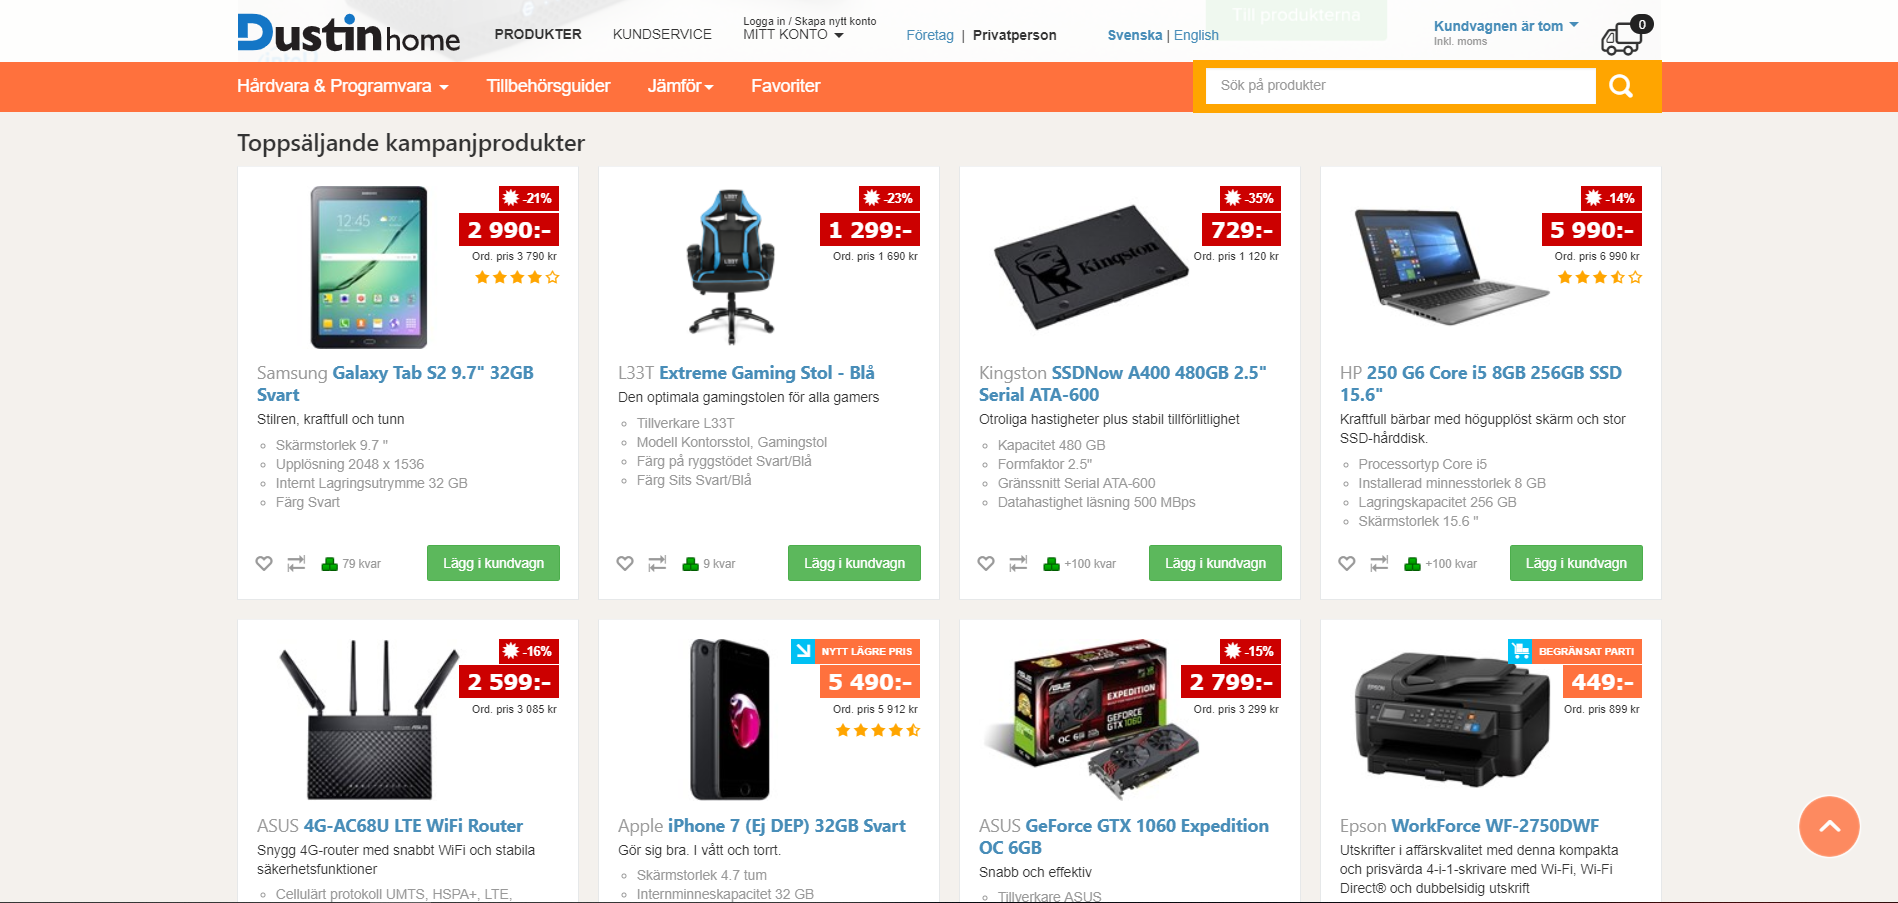 Till produkterna
Dustin home
PRODUKTER
KUNDSERVICE
Logga in / Skapa nytt konto
MITT KONTO
Företag | Privatperson
Svenska | English
Kundvagnen är tom
Inkl. moms
0
Hårdvara & Programvara
Tillbehörsguider
Jämför
Favoriter
Sök på produkter
Toppsäljande kampanjprodukter
-21%
2 990:-
Ord. pris 3 790 kr
Samsung Galaxy Tab S2 9.7" 32GB
Svart
Stilren, kraftfull och tunn
Skärmstorlek 9.7 "
Upplösning 2048 x 1536
Internt Lagringsutrymme 32 GB
Färg Svart
79 kvar
Lägg i kundvagn
-23%
1 299:-
Ord. pris 1 690 kr
L33T Extreme Gaming Stol - Blå
Den optimala gamingstolen för alla gamers
Tillverkare L33T
Modell Kontorsstol, Gamingstol
Färg på ryggstödet Svart/Blå
Färg Sits Svart/Blå
9 kvar
Lägg i kundvagn
Kingston
-35%
729:-
Ord. pris 1 120 kr
Kingston SSDNow A400 480GB 2.5"
Serial ATA-600
Otroliga hastigheter plus stabil tillförlitlighet
Kapacitet 480 GB
Formfaktor 2.5"
Gränssnitt Serial ATA-600
Datahastighet läsning 500 MBps
+100 kvar
Lägg i kundvagn
-14%
5 990:-
Ord. pris 6 990 kr
HP 250 G6 Core i5 8GB 256GB SSD
15.6"
Kraftfull bärbar med högupplöst skärm och stor
SSD-hårddisk.
Processortyp Core i5
Installerad minnesstorlek 8 GB
Lagringskapacitet 256 GB
Skärmstorlek 15.6 "
+100 kvar
Lägg i kundvagn
-16%
2 599:-
Ord. pris 3 085 kr
ASUS 4G-AC68U LTE WiFi Router
Snygg 4G-router med snabbt WiFi och stabila
säkerhetsfunktioner
Cellulärt protokoll UMTS, HSPA+, LTE,
NYTT LÄGRE PRIS
5 490:-
Ord. pris 5 912 kr
Apple iPhone 7 (Ej DEP) 32GB Svart
Gör sig bra. I vått och torrt.
Skärmstorlek 4.7 tum
Internminneskapacitet 32 GB
ASUS
EXPEDITION
GEFORCE
GTX 1060
OC 6GB
-15%
2 799:-
Ord. pris 3 299 kr
ASUS GeForce GTX 1060 Expedition
OC 6GB
Snabb och effektiv
Tillverkare ASUS
EPSON
BEGRÄNSAT PARTI
449:-
Ord. pris 899 kr
Epson WorkForce WF-2750DWF
Utskrifter i affärskvalitet med denna kompakta
och prisvärda 4-i-1-skrivare med Wi-Fi, Wi-Fi
Direct® och dubbelsidig utskrift